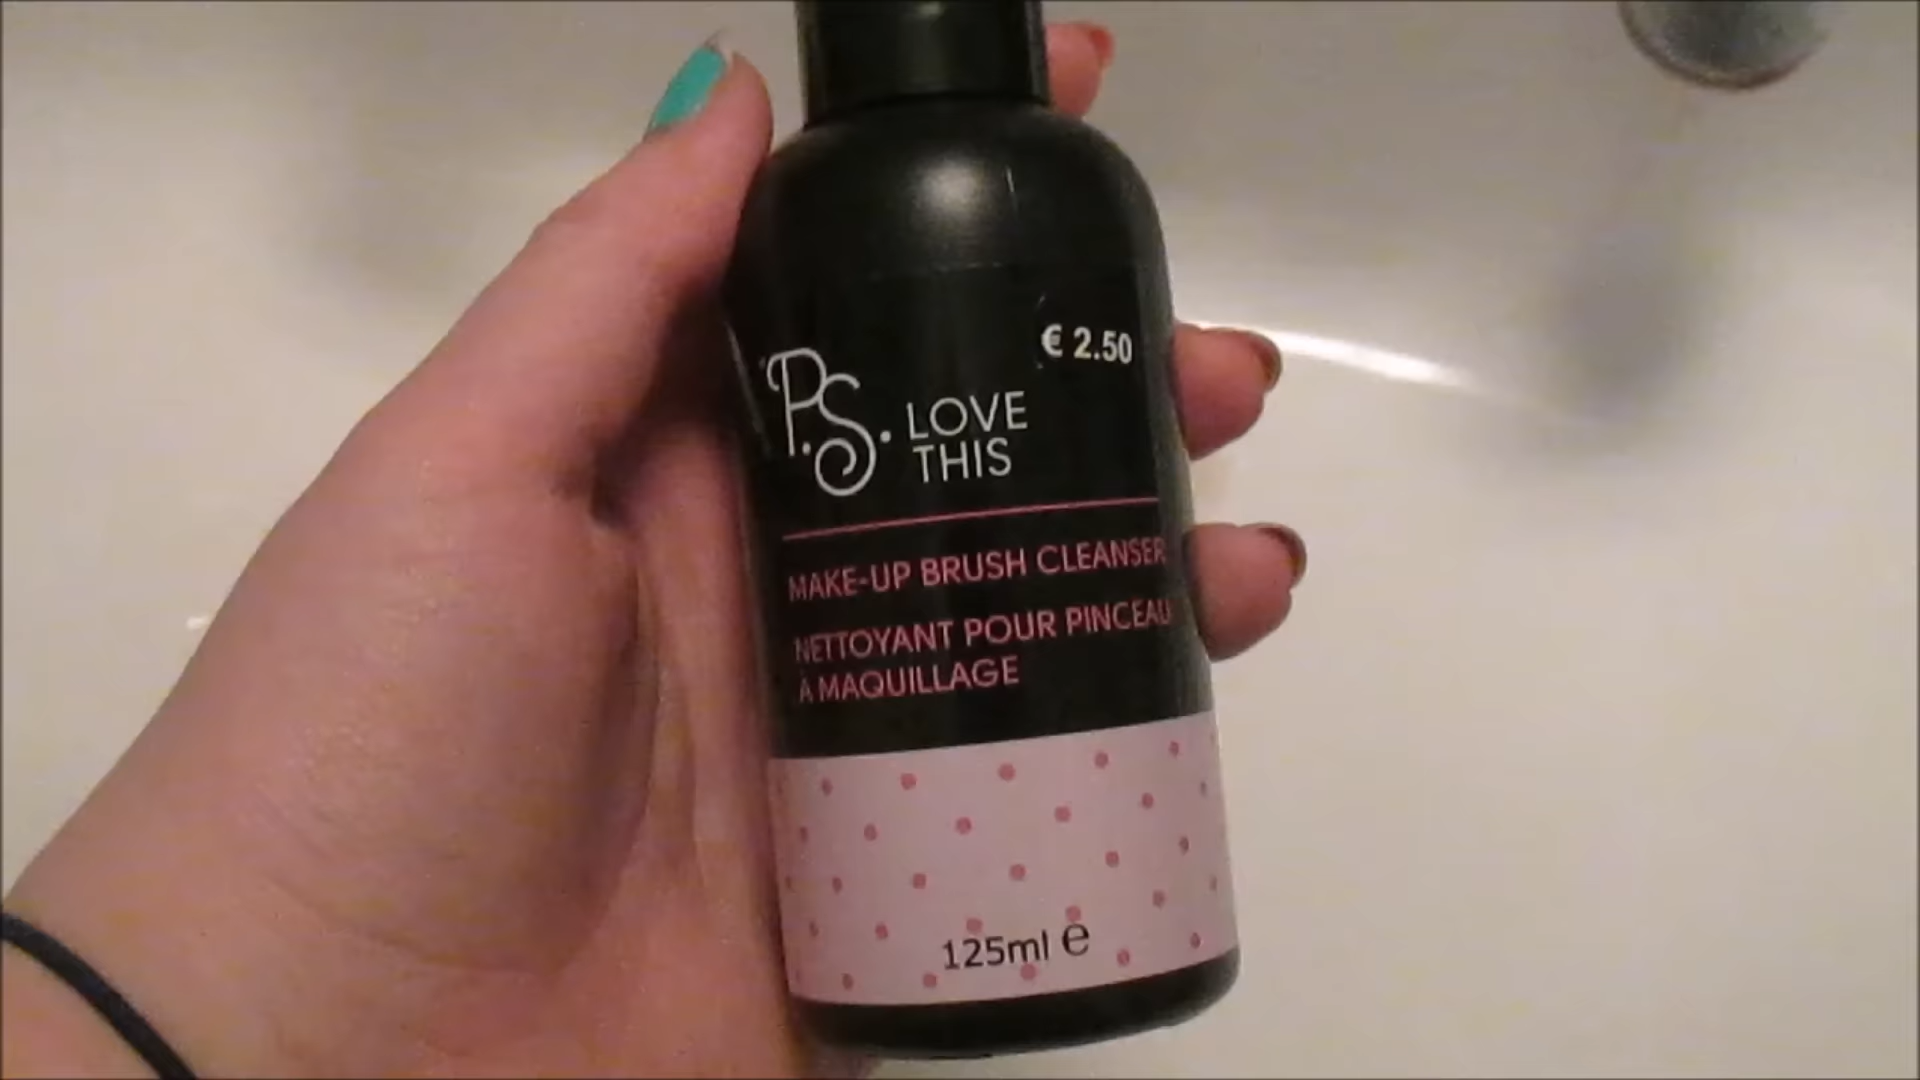 € 2.50
P.S. LOVE
THIS
MAKE-UP BRUSH CLEANSER
NETTOYANT POUR PINCEAU
À MAQUILLAGE
125ml ℮